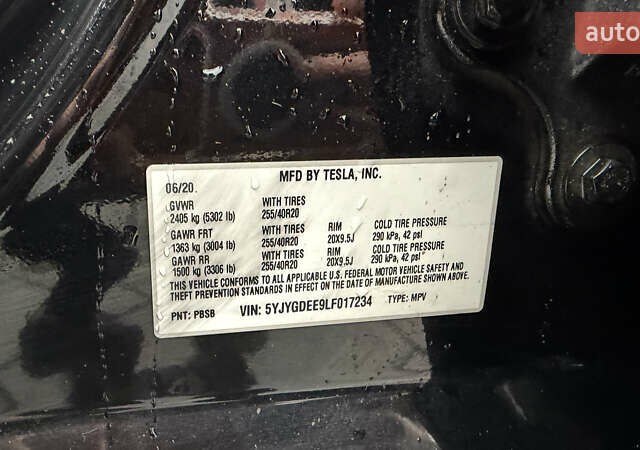 auto
MFD BY TESLA, INC.
06/20
GVWR WITH TIRES
2405 kg (5302 lb) 255/40R20
GAWR FRT WITH TIRES RIM COLD TIRE PRESSURE
1363 kg (3004 lb) 255/40R20 20X9.5J 290 kPa, 42 psi
GAWR RR WITH TIRES RIM COLD TIRE PRESSURE
1500 kg (3306 lb) 255/40R20 20X9.5J 290 kPa, 42 psi
THIS VEHICLE CONFORMS TO ALL APPLICABLE U.S. FEDERAL MOTOR VEHICLE SAFETY AND
THEFT PREVENTION STANDARDS IN EFFECT ON THE DATE OF MANUFACTURE SHOWN ABOVE.
PNT: PBSB VIN: 5YJYGDEE9LF017234 TYPE: MPV